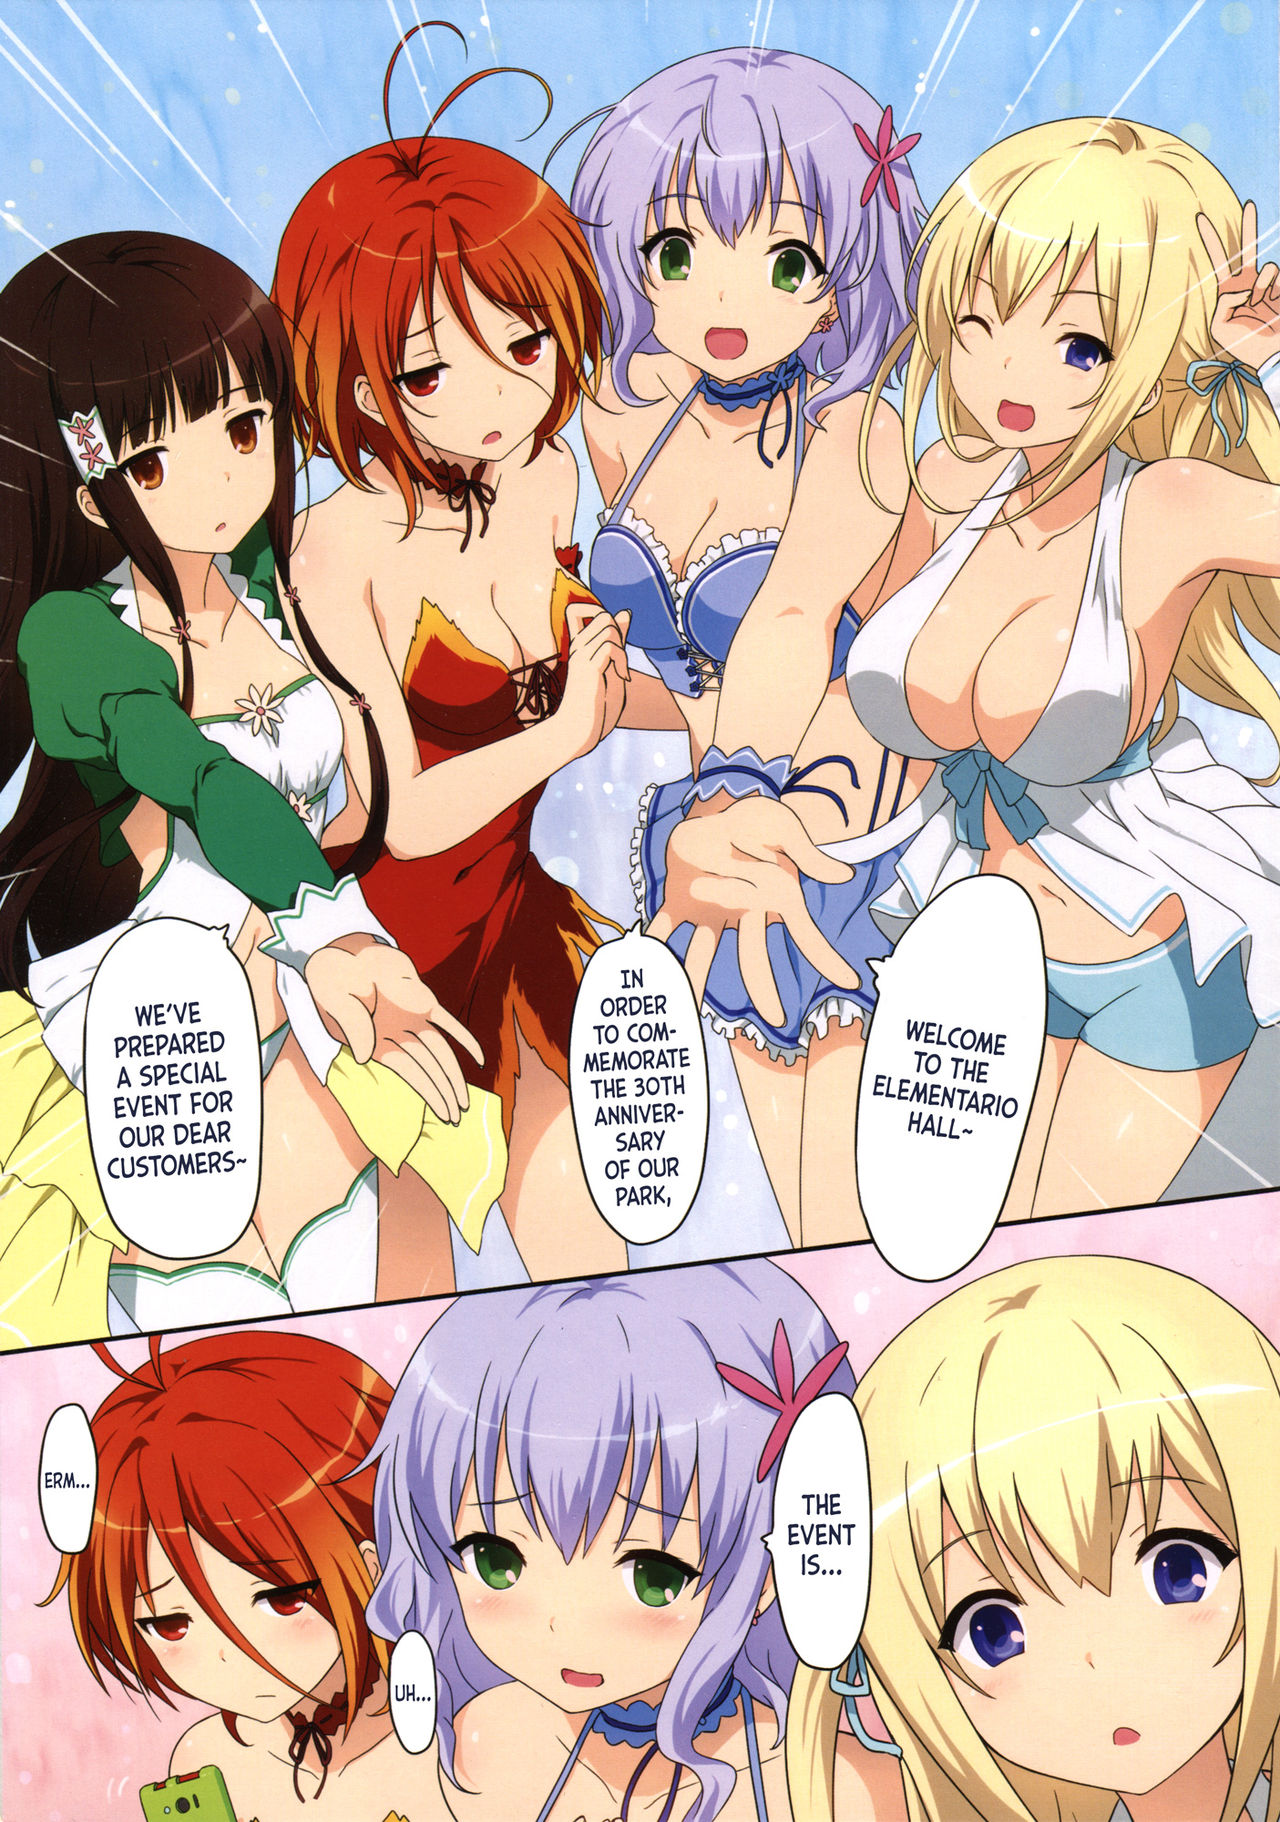 WELCOME
TO THE
ELEMENTARIO
HALL~
IN
ORDER
TO COM-
MEMORATE
THE 30TH
ANNIVER-
SARY
OF OUR
PARK,
WE'VE
PREPARED
A SPECIAL
EVENT FOR
OUR DEAR
CUSTOMERS~
THE
EVENT
IS...
UH...
ERM...